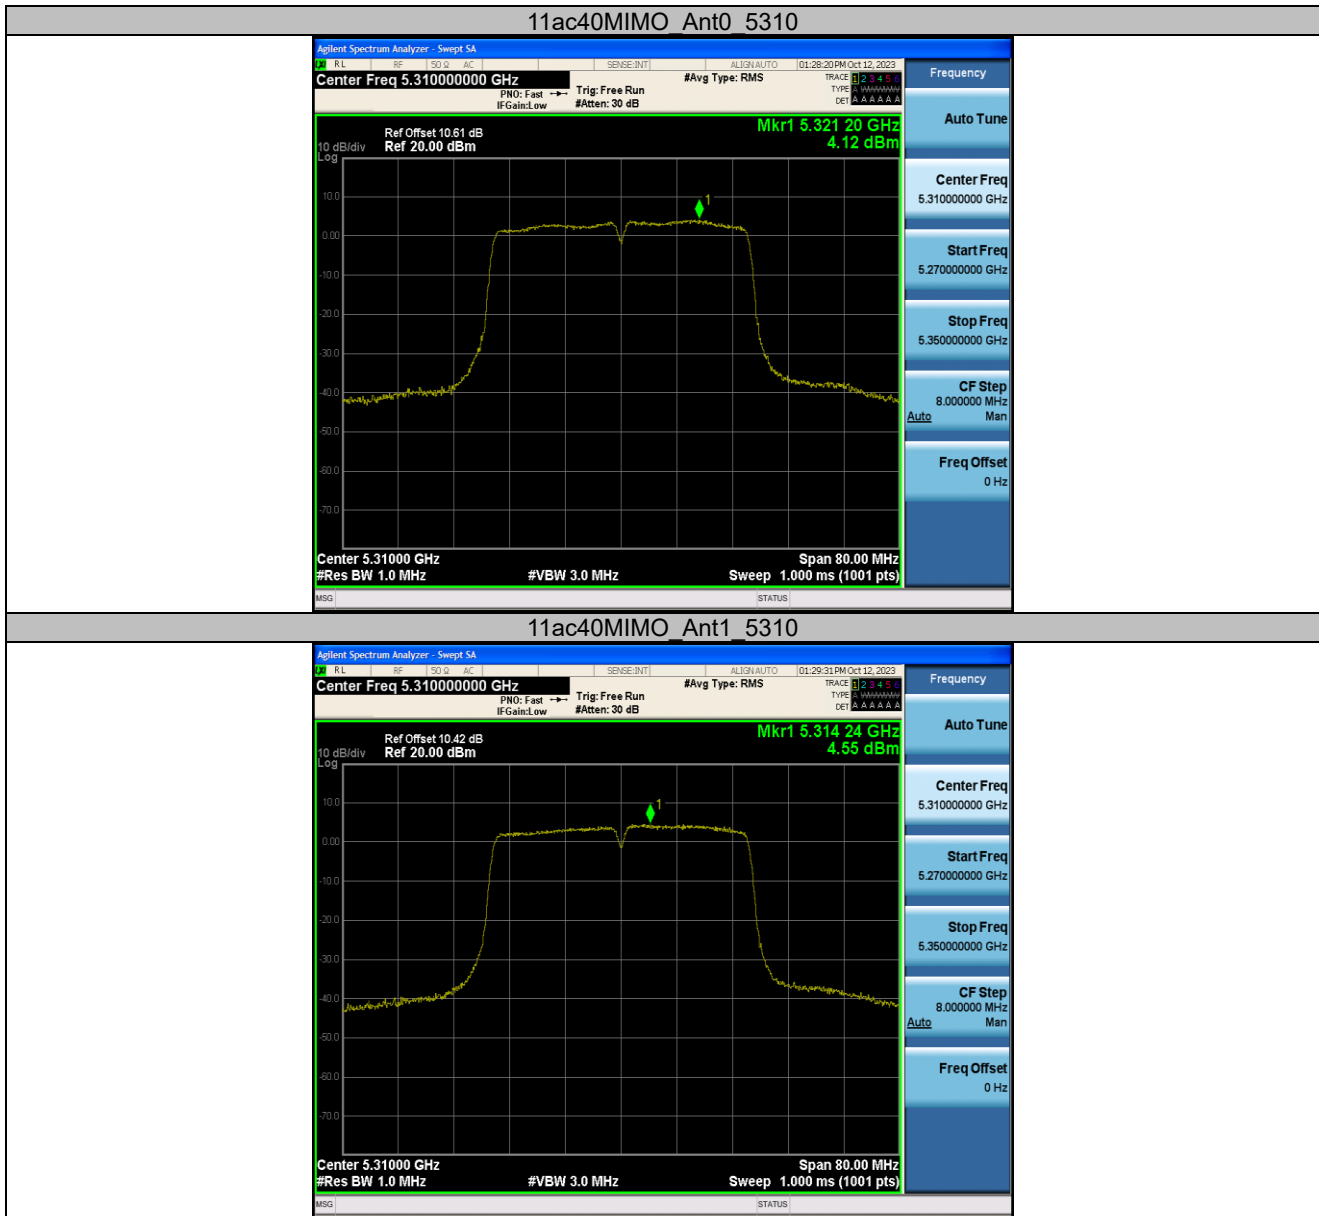 11ac40MIMO_Ant0_5310
Agilent Spectrum Analyzer - Swept SA
RL RF 50 Ω AC SENSE:INT ALIGN AUTO 01:28:20 PM Oct 12, 2023
Center Freq 5.310000000 GHz
#Avg Type: RMS
TRACE 1 2 3 4 5 6
PNO: Fast
Trig: Free Run
TYPE
IFGain:Low
#Atten: 30 dB
DET A A A A A A
Mkr1 5.321 20 GHz
4.12 dBm
Ref Offset 10.61 dB
10 dB/div Ref 20.00 dBm
Log
1
10.0
0.00
-10.0
-20.0
-30.0
-40.0
-50.0
-60.0
-70.0
Center 5.31000 GHz Span 80.00 MHz
#Res BW 1.0 MHz #VBW 3.0 MHz Sweep 1.000 ms (1001 pts)
MSG STATUS
Frequency
Auto Tune
Center Freq
5.310000000 GHz
Start Freq
5.270000000 GHz
Stop Freq
5.350000000 GHz
CF Step
8.000000 MHz
Auto Man
Freq Offset
0 Hz
11ac40MIMO_Ant1_5310
Agilent Spectrum Analyzer - Swept SA
RL RF 50 Ω AC SENSE:INT ALIGN AUTO 01:29:31 PM Oct 12, 2023
Center Freq 5.310000000 GHz
#Avg Type: RMS
TRACE 1 2 3 4 5 6
PNO: Fast
Trig: Free Run
TYPE
IFGain:Low
#Atten: 30 dB
DET A A A A A A
Mkr1 5.314 24 GHz
4.55 dBm
Ref Offset 10.42 dB
10 dB/div Ref 20.00 dBm
Log
1
10.0
0.00
-10.0
-20.0
-30.0
-40.0
-50.0
-60.0
-70.0
Center 5.31000 GHz Span 80.00 MHz
#Res BW 1.0 MHz #VBW 3.0 MHz Sweep 1.000 ms (1001 pts)
MSG STATUS
Frequency
Auto Tune
Center Freq
5.310000000 GHz
Start Freq
5.270000000 GHz
Stop Freq
5.350000000 GHz
CF Step
8.000000 MHz
Auto Man
Freq Offset
0 Hz